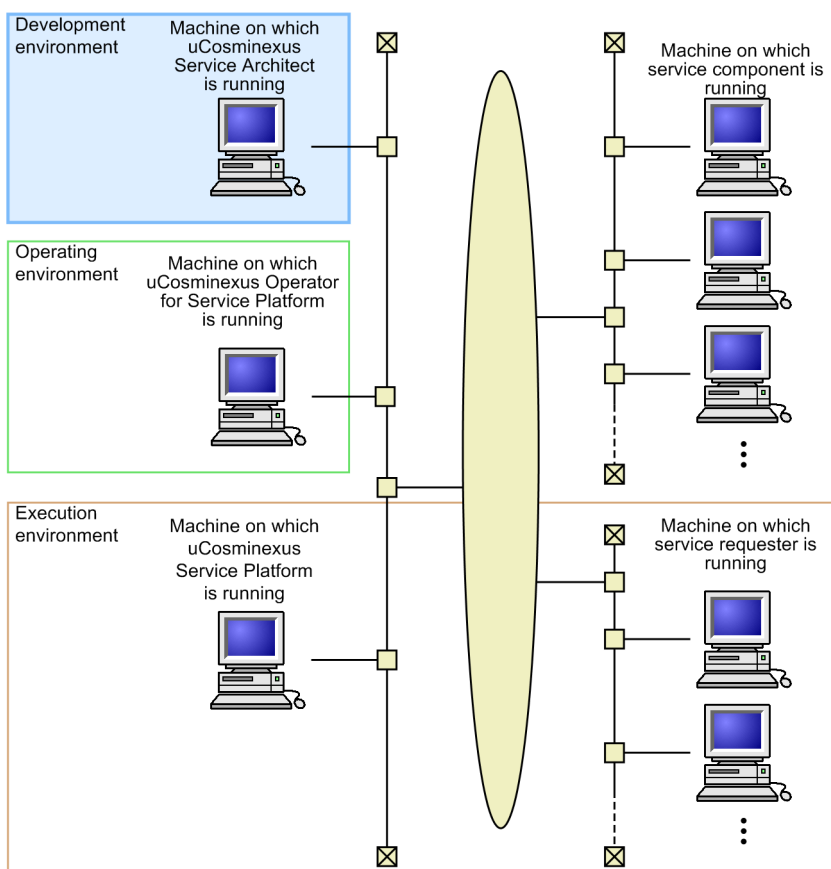 Development
environment
Machine on which
uCosminexus
Service Architect
is running
Machine on which
service component is
running
Operating
environment
Machine on which
uCosminexus Operator
for Service Platform
is running
Execution
environment
Machine on which
uCosminexus
Service Platform
is running
Machine on which
service requester is
running